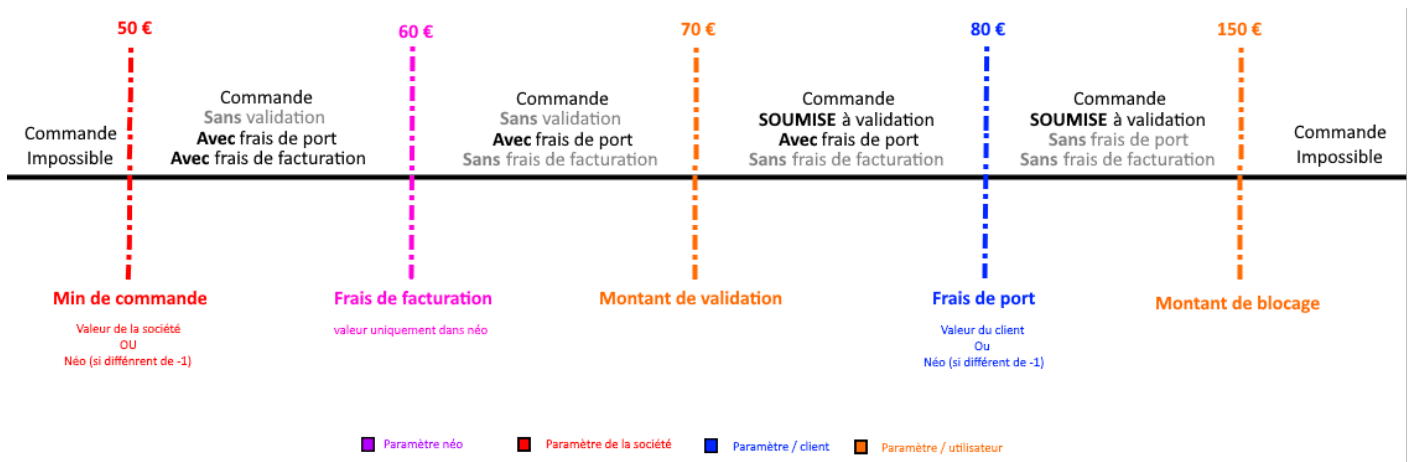 50 €
60 €
70 €
80 €
150 €
Commande
Impossible
Commande
Sans validation
Avec frais de port
Avec frais de facturation
Commande
Sans validation
Avec frais de port
Sans frais de facturation
Commande
SOUMISE à validation
Avec frais de port
Sans frais de facturation
Commande
SOUMISE à validation
Sans frais de port
Sans frais de facturation
Commande
Impossible
Min de commande
Valeur de la société
OU
Néo (si différnrent de -1)
Frais de facturation
valeur uniquement dans néo
Montant de validation
Frais de port
Valeur du client
Ou
Néo (si différent de -1)
Montant de blocage
Paramètre néo
Paramètre de la société
Paramètre / client
Paramètre / utilisateur